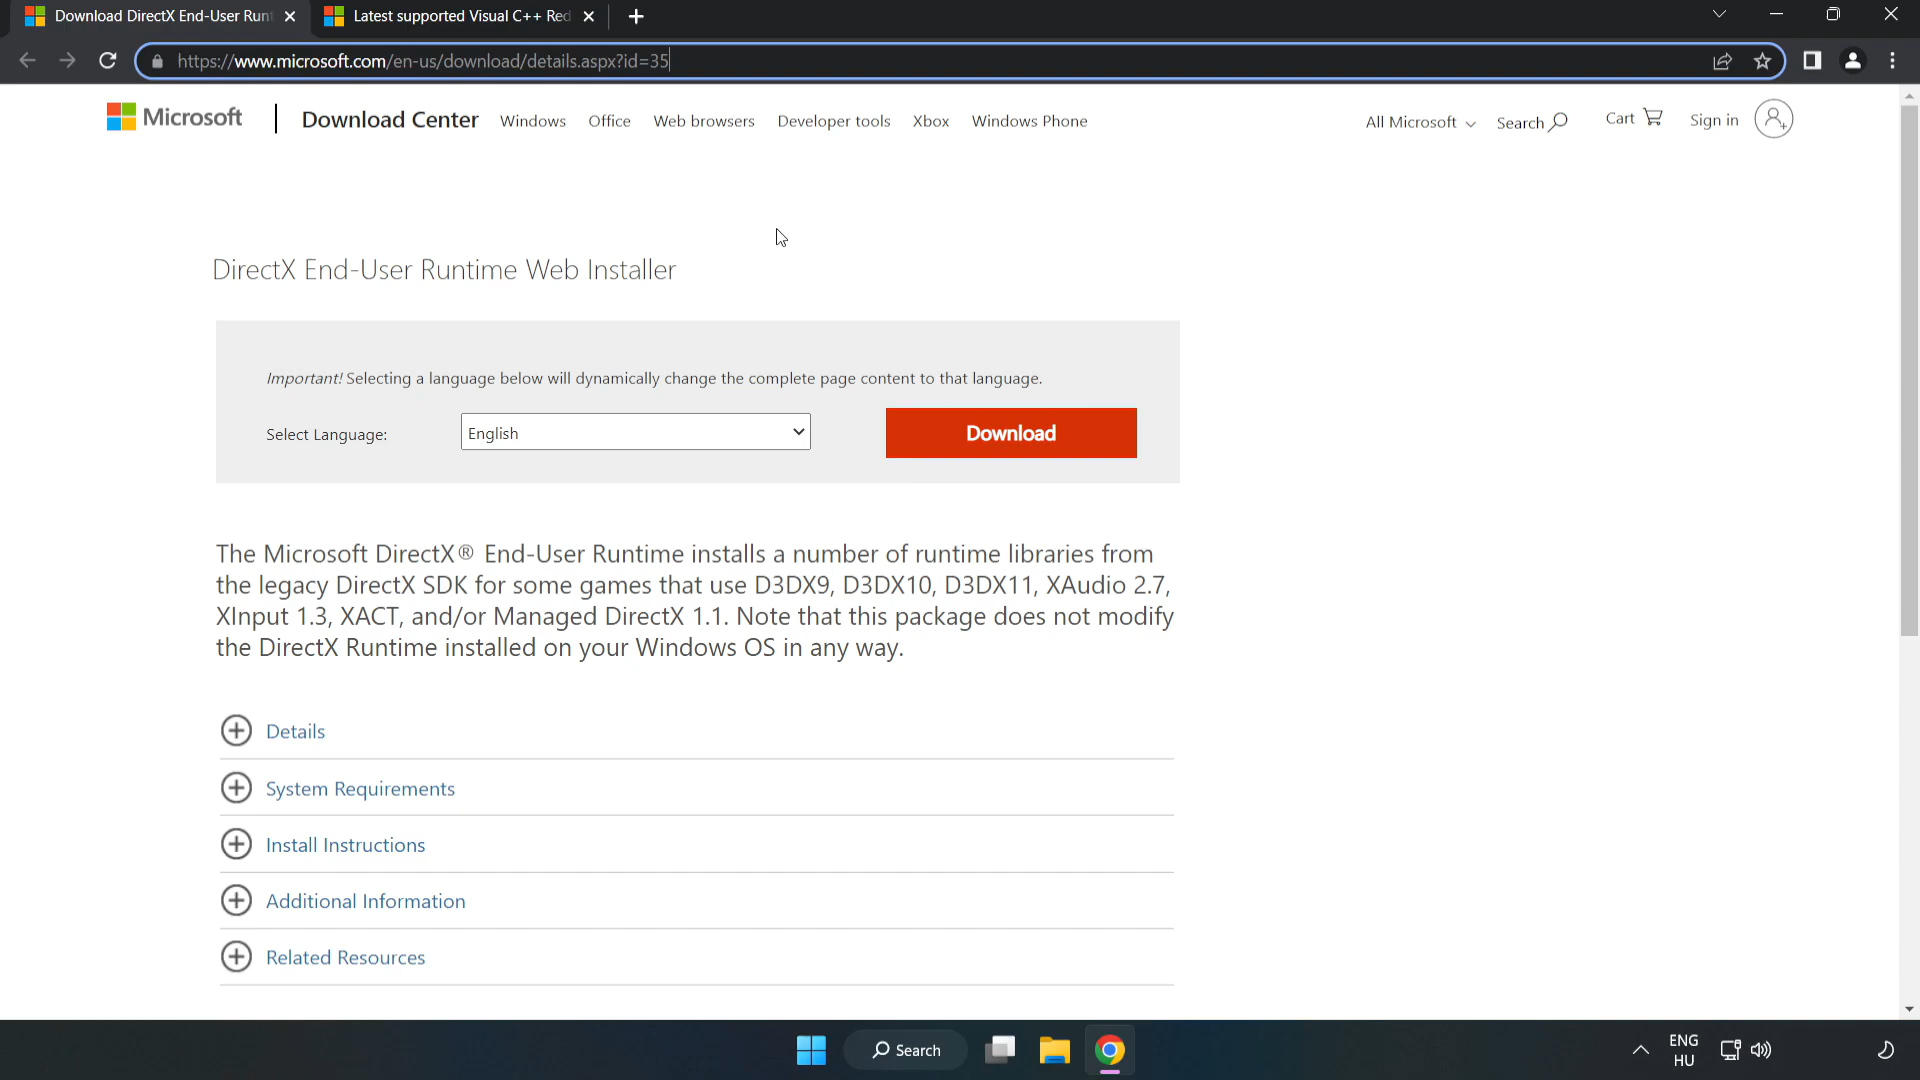 Download DirectX End-User Runt
Latest supported Visual C++ Red
https://www.microsoft.com/en-us/download/details.aspx?id=35
Microsoft
Download Center
Windows
Office
Web browsers
Developer tools
Xbox
Windows Phone
All Microsoft
Search
Cart
Sign in
DirectX End-User Runtime Web Installer
Important! Selecting a language below will dynamically change the complete page content to that language.
Select Language:
English
Download
The Microsoft DirectX® End-User Runtime installs a number of runtime libraries from
the legacy DirectX SDK for some games that use D3DX9, D3DX10, D3DX11, XAudio 2.7,
XInput 1.3, XACT, and/or Managed DirectX 1.1. Note that this package does not modify
the DirectX Runtime installed on your Windows OS in any way.
Details
System Requirements
Install Instructions
Additional Information
Related Resources
Search
ENG
HU